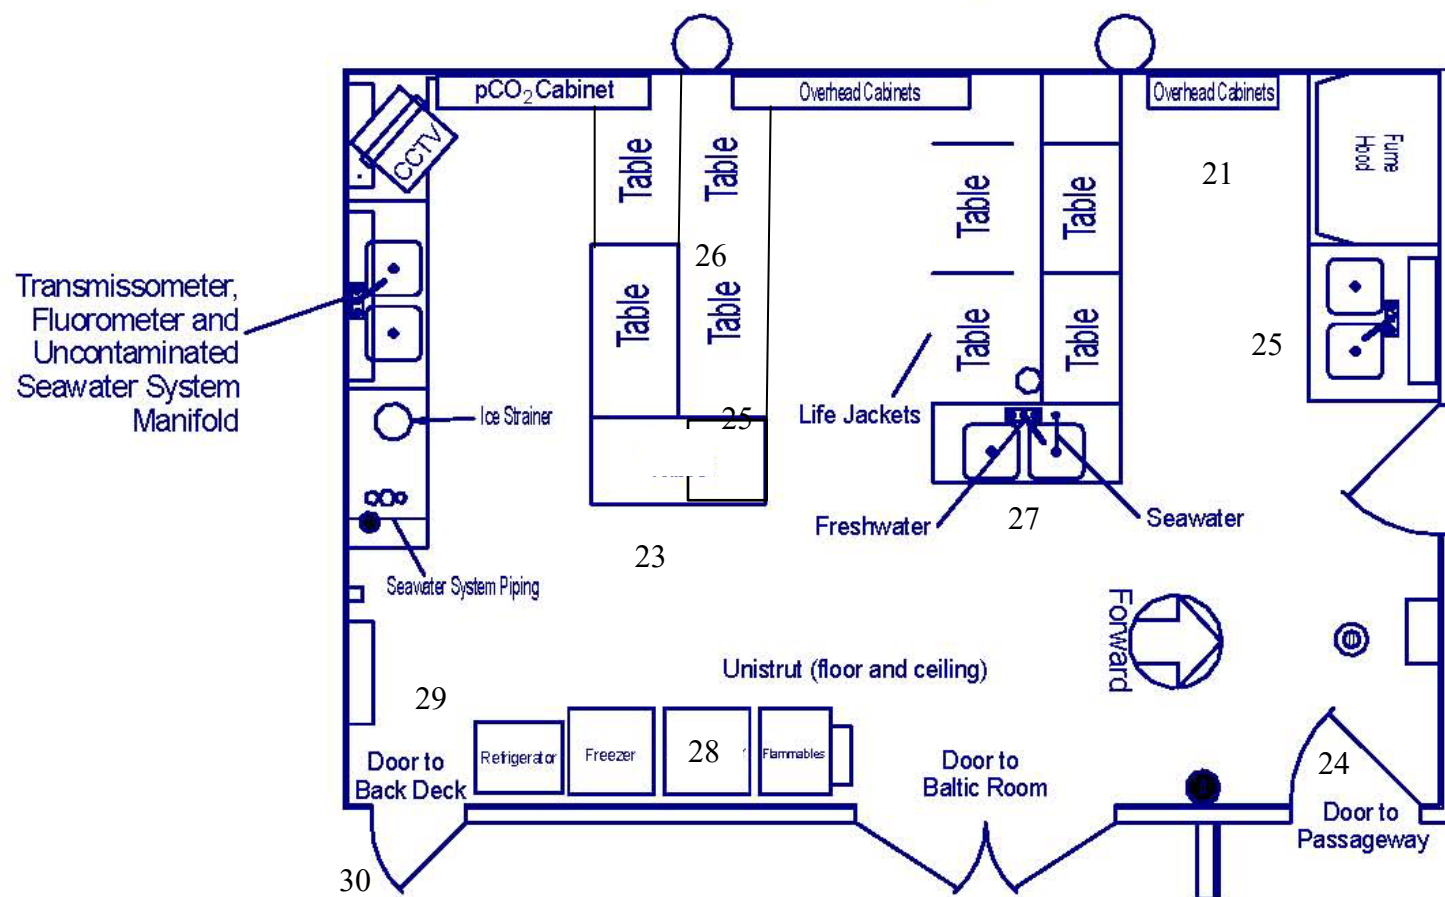 pCO2 Cabinet
Overhead Cabinets
Overhead Cabinets
CCTV
Table
Table
Table
Table
Fume
Hood
21
26
Transmissometer,
Fluorometer and
Uncontaminated
Seawater System
Manifold
Table
Table
Table
Table
25
Ice Strainer
25
Life Jackets
Freshwater
27
Seawater
23
Seawater System Piping
Forward
Unistrut (floor and ceiling)
29
Refrigerator
Freezer
28
Flammables
Door to
Back Deck
Door to
Baltic Room
24
Door to
Passageway
30